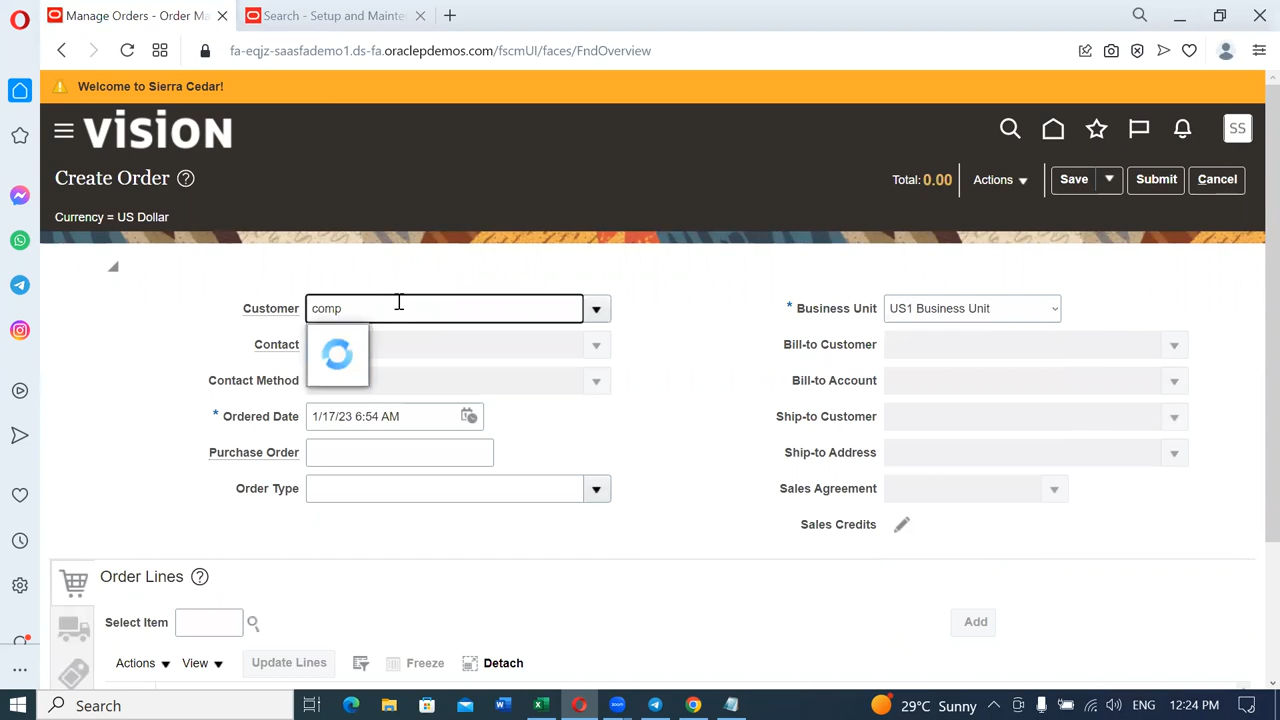 Manage Orders - Order Ma
Search - Setup and Mainte
fa-eqjz-saasfademo1.ds-fa.oraclepdemos.com/fscmUI/faces/FndOverview
Welcome to Sierra Cedar!
VISION
SS
Create Order
Total: 0.00
Actions
Save
Submit
Cancel
Currency = US Dollar
Customer comp
* Business Unit US1 Business Unit
Contact
Bill-to Customer
Contact Method
Bill-to Account
* Ordered Date 1/17/23 6:54 AM
Ship-to Customer
Purchase Order
Ship-to Address
Order Type
Sales Agreement
Sales Credits
Order Lines
Select Item
Add
Actions View Update Lines Freeze Detach
Search
29°C Sunny
ENG
12:24 PM